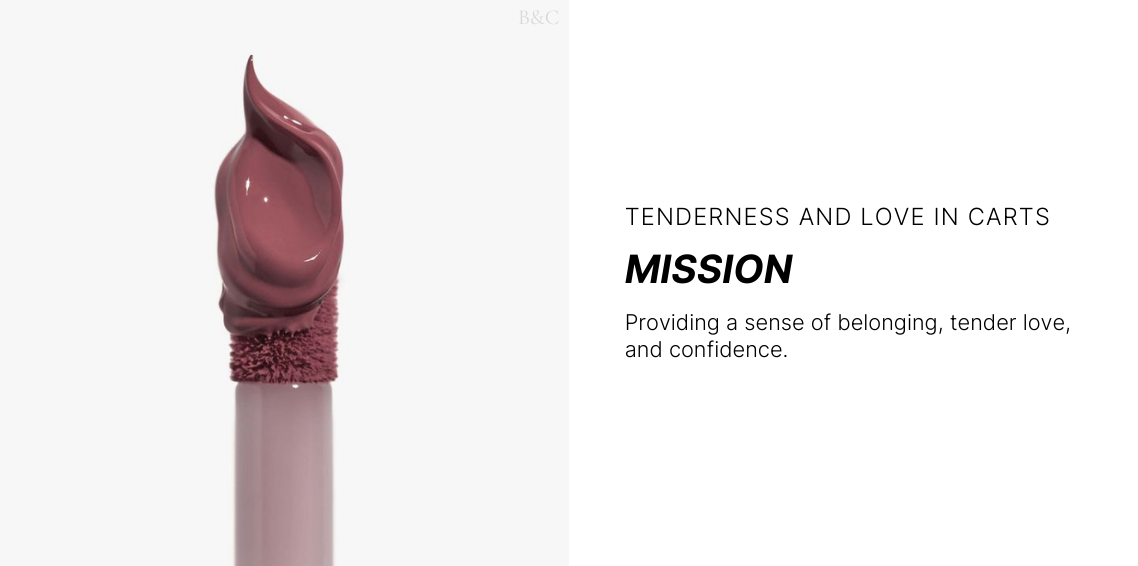 B&C
TENDERNESS AND LOVE IN CARTS
MISSION
Providing a sense of belonging, tender love,
and confidence.